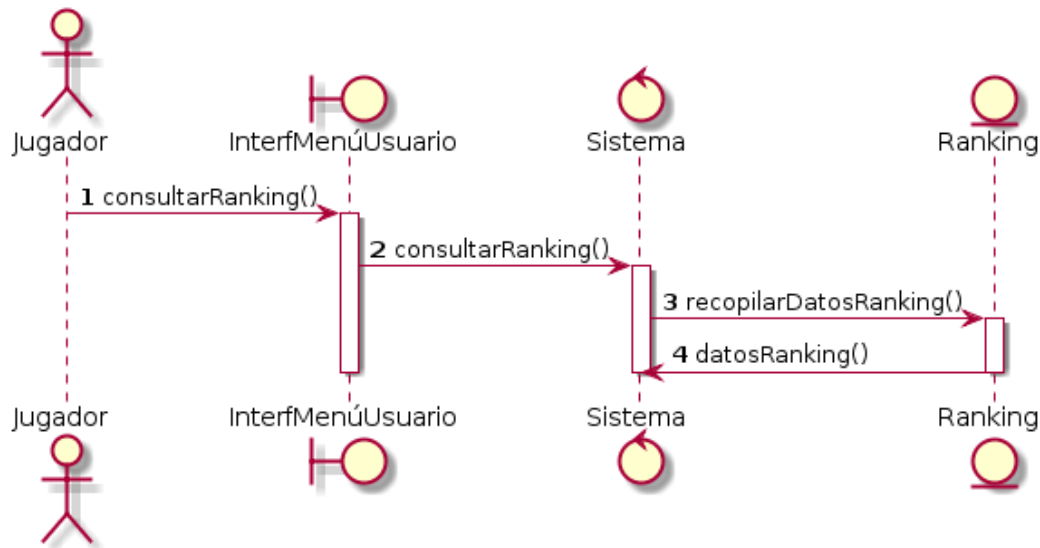 Jugador InterfMenúUsuario Sistema Ranking
1 consultarRanking()
2 consultarRanking()
3 recopilarDatosRanking()
4 datosRanking()
Jugador InterfMenúUsuario Sistema Ranking